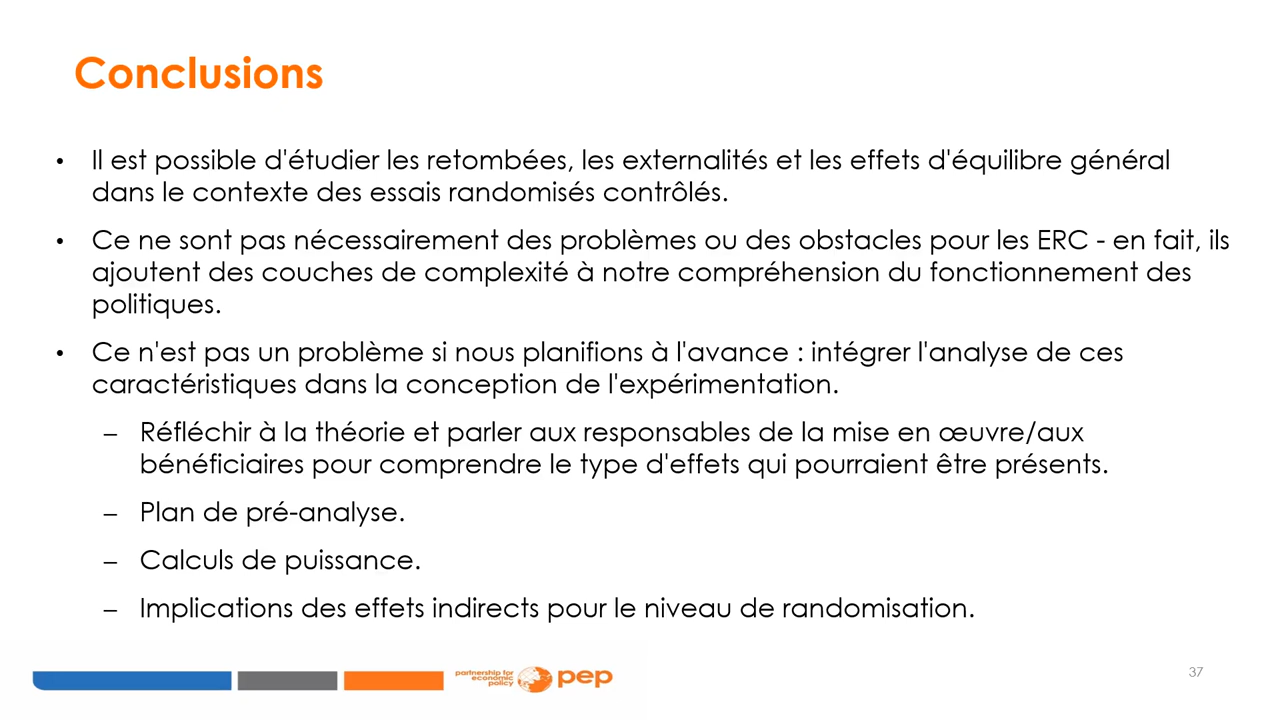 Conclusions
• Il est possible d'étudier les retombées, les externalités et les effets d'équilibre général
dans le contexte des essais randomisés contrôlés.
• Ce ne sont pas nécessairement des problèmes ou des obstacles pour les ERC - en fait, ils
ajoutent des couches de complexité à notre compréhension du fonctionnement des
politiques.
• Ce n'est pas un problème si nous planifions à l'avance : intégrer l'analyse de ces
caractéristiques dans la conception de l'expérimentation.
– Réfléchir à la théorie et parler aux responsables de la mise en œuvre/aux
bénéficiaires pour comprendre le type d'effets qui pourraient être présents.
– Plan de pré-analyse.
– Calculs de puissance.
– Implications des effets indirects pour le niveau de randomisation.
partnership for
economic
policy
pep
37